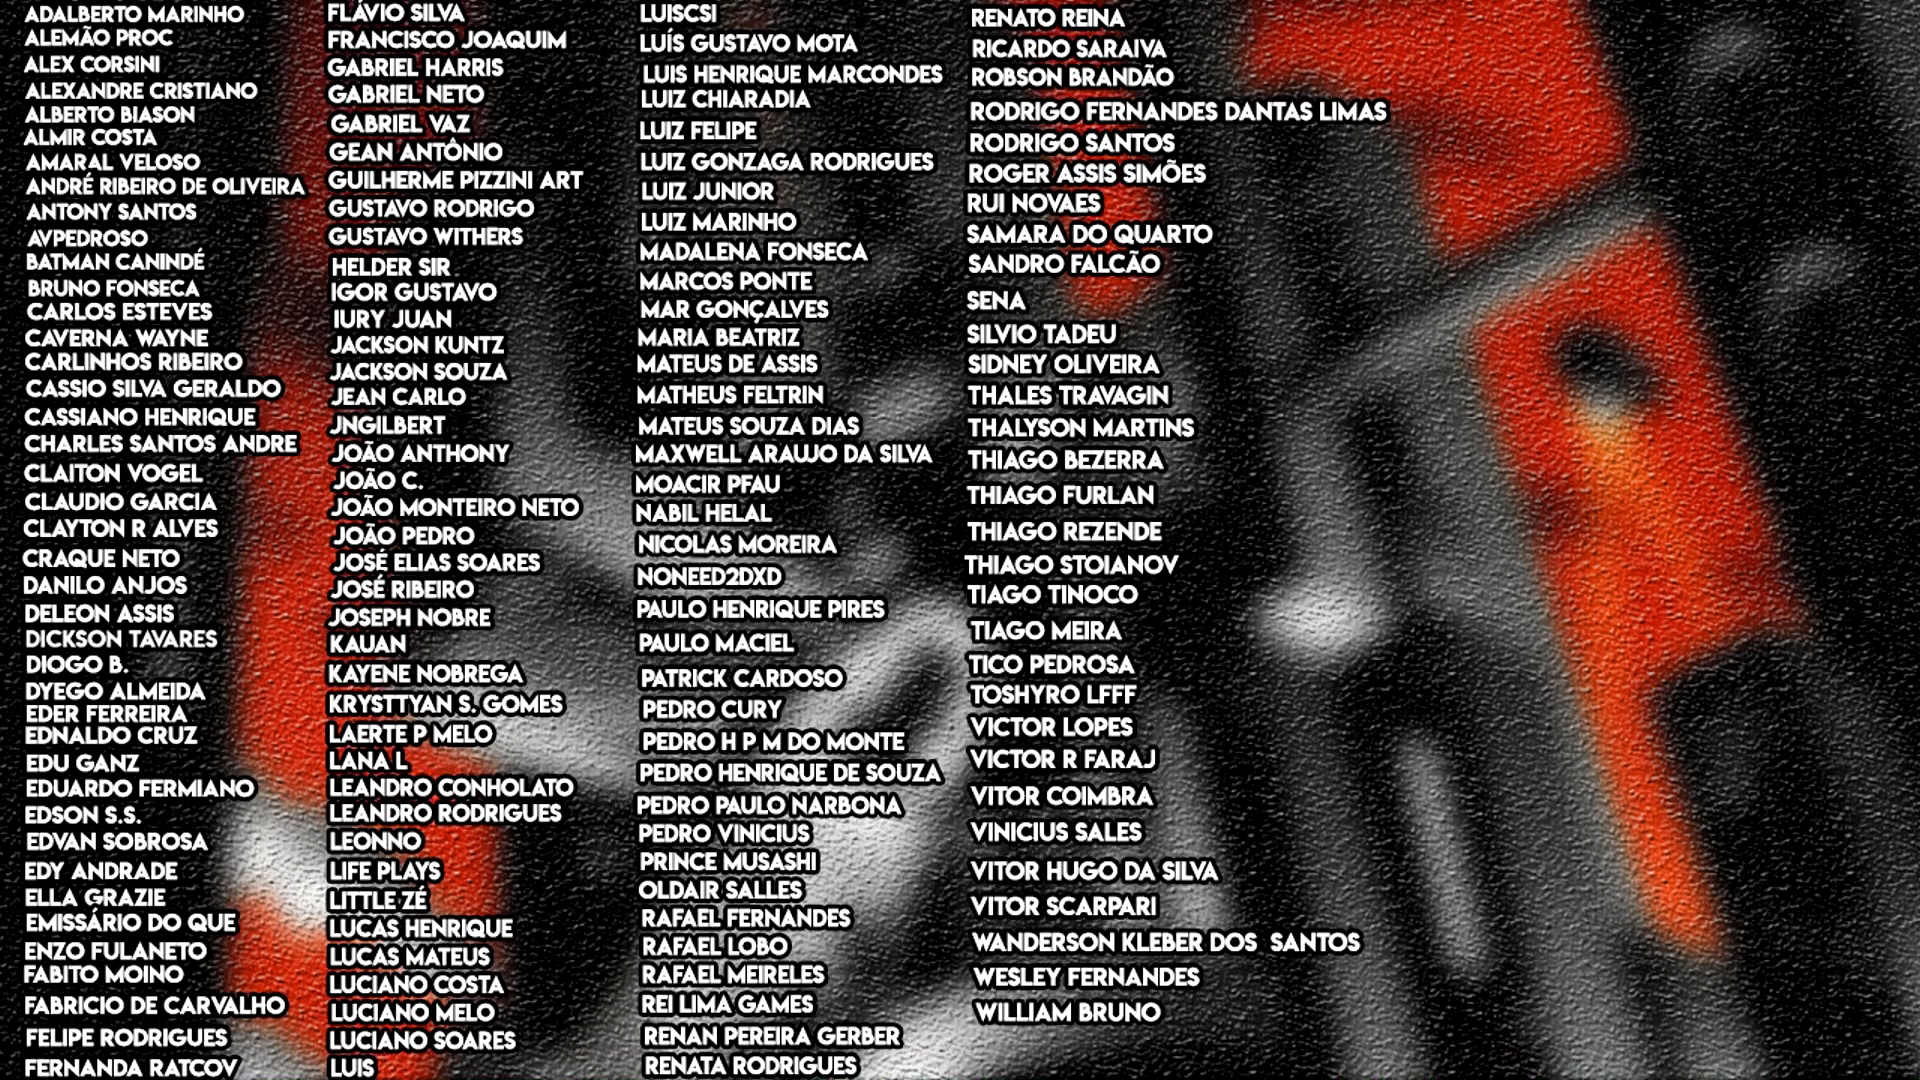 ADALBERTO MARINHO
ALEMÃO PROC
ALEX CORSINI
ALEXANDRE CRISTIANO
ALBERTO BIASON
ALMIR COSTA
AMARAL VELOSO
ANDRÉ RIBEIRO DE OLIVEIRA
ANTONY SANTOS
AVPEDROSO
BATMAN CANINDÉ
BRUNO FONSECA
CARLOS ESTEVES
CAVERNA WAYNE
CARLINHOS RIBEIRO
CASSIO SILVA GERALDO
CASSIANO HENRIQUE
CHARLES SANTOS ANDRE
CLAITON VOGEL
CLAUDIO GARCIA
CLAYTON R ALVES
CRAQUE NETO
DANILO ANJOS
DELEON ASSIS
DICKSON TAVARES
DIOGO B.
DYEGO ALMEIDA
EDER FERREIRA
EDNALDO CRUZ
EDU GANZ
EDUARDO FERMIANO
EDSON S.S.
EDVAN SOBROSA
EDY ANDRADE
ELLA GRAZIE
EMISSÁRIO DO QUE
ENZO FULANETO
FABITO MOINO
FABRICIO DE CARVALHO
FELIPE RODRIGUES
FERNANDA RATCOV
FLÁVIO SILVA
FRANCISCO JOAQUIM
GABRIEL HARRIS
GABRIEL NETO
GABRIEL VAZ
GEAN ANTÔNIO
GUILHERME PIZZINI ART
GUSTAVO RODRIGO
GUSTAVO WITHERS
HELDER SIR
IGOR GUSTAVO
IURY JUAN
JACKSON KUNTZ
JACKSON SOUZA
JEAN CARLO
JNGILBERT
JOÃO ANTHONY
JOÃO C.
JOÃO MONTEIRO NETO
JOÃO PEDRO
JOSÉ ELIAS SOARES
JOSÉ RIBEIRO
JOSEPH NOBRE
KAUAN
KAYENE NOBREGA
KRYSTTYAN S. GOMES
LAERTE P MELO
LANA L
LEANDRO CONHOLATO
LEANDRO RODRIGUES
LEONNO
LIFE PLAYS
LITTLE ZÉ
LUCAS HENRIQUE
LUCAS MATEUS
LUCIANO COSTA
LUCIANO MELO
LUCIANO SOARES
LUIS
LUISCSI
LUÍS GUSTAVO MOTA
LUIS HENRIQUE MARCONDES
LUIZ CHIARADIA
LUIZ FELIPE
LUIZ GONZAGA RODRIGUES
LUIZ JUNIOR
LUIZ MARINHO
MADALENA FONSECA
MARCOS PONTE
MAR GONÇALVES
MARIA BEATRIZ
MATEUS DE ASSIS
MATHEUS FELTRIN
MATEUS SOUZA DIAS
MAXWELL ARAUJO DA SILVA
MOACIR PFAU
NABIL HELAL
NICOLAS MOREIRA
NONEED2DXD
PAULO HENRIQUE PIRES
PAULO MACIEL
PATRICK CARDOSO
PEDRO CURY
PEDRO H P M DO MONTE
PEDRO HENRIQUE DE SOUZA
PEDRO PAULO NARBONA
PEDRO VINICIUS
PRINCE MUSASHI
OLDAIR SALLES
RAFAEL FERNANDES
RAFAEL LOBO
RAFAEL MEIRELES
REI LIMA GAMES
RENAN PEREIRA GERBER
RENATA RODRIGUES
RENATO REINA
RICARDO SARAIVA
ROBSON BRANDÃO
RODRIGO FERNANDES DANTAS LIMAS
RODRIGO SANTOS
ROGER ASSIS SIMÕES
RUI NOVAES
SAMARA DO QUARTO
SANDRO FALCÃO
SENA
SILVIO TADEU
SIDNEY OLIVEIRA
THALES TRAVAGIN
THALYSON MARTINS
THIAGO BEZERRA
THIAGO FURLAN
THIAGO REZENDE
THIAGO STOIANOV
TIAGO TINOCO
TIAGO MEIRA
TICO PEDROSA
TOSHYRO LFFF
VICTOR LOPES
VICTOR R FARAJ
VITOR COIMBRA
VINICIUS SALES
VITOR HUGO DA SILVA
VITOR SCARPARI
WANDERSON KLEBER DOS SANTOS
WESLEY FERNANDES
WILLIAM BRUNO